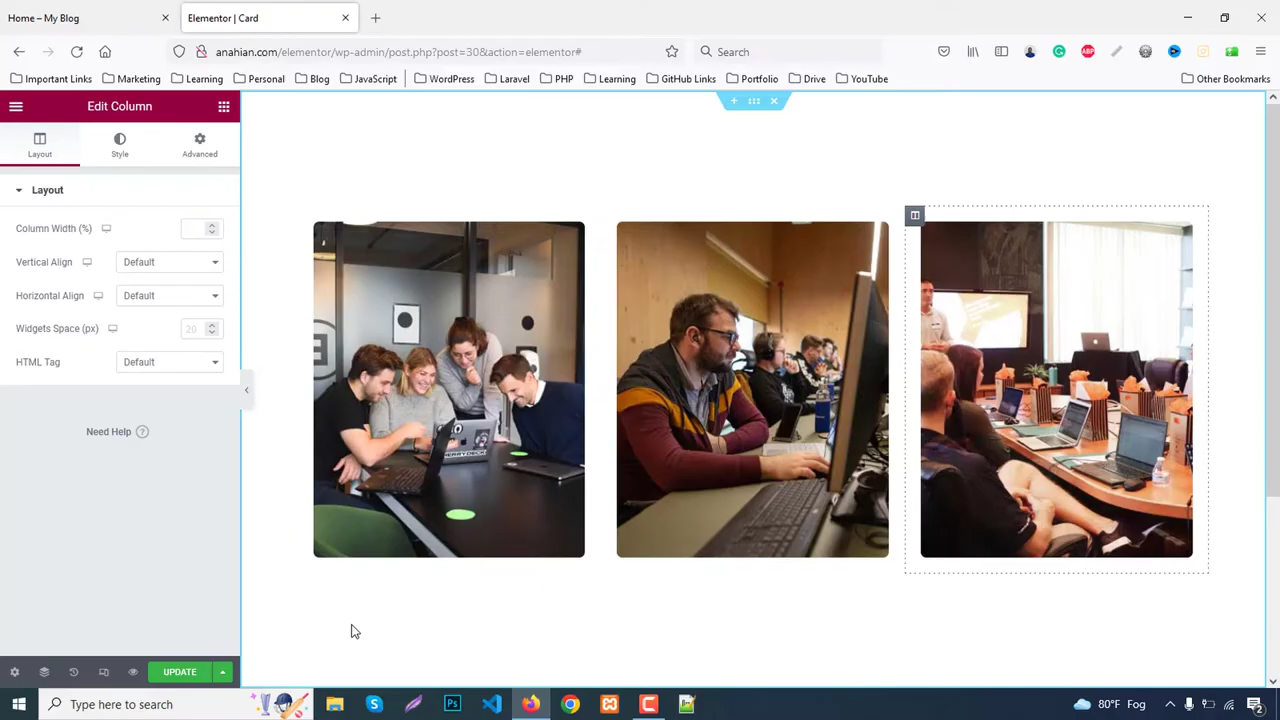 Home – My Blog
Elementor | Card
anahian.com/elementor/wp-admin/post.php?post=30&action=elementor#
Search
ABP
Important Links
Marketing
Learning
Personal
Blog
JavaScript
WordPress
Laravel
PHP
Learning
GitHub Links
Portfolio
Drive
YouTube
Other Bookmarks
Edit Column
Layout
Style
Advanced
Layout
Column Width (%)
Vertical Align
Default
Horizontal Align
Default
Widgets Space (px)
20
HTML Tag
Default
Need Help
UPDATE
Type here to search
Ps
80°F Fog
2